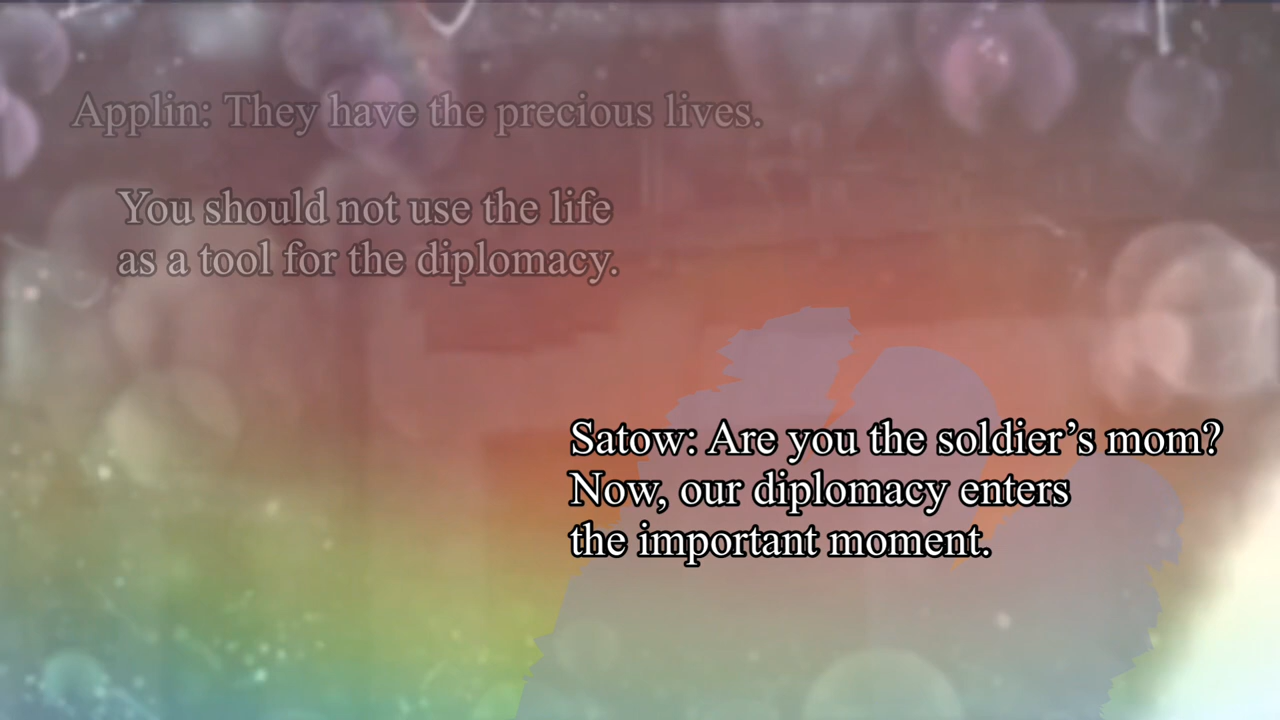 Applin: They have the precious lives.
You should not use the life
as a tool for the diplomacy.
Satow: Are you the soldier’s mom?
Now, our diplomacy enters
the important moment.